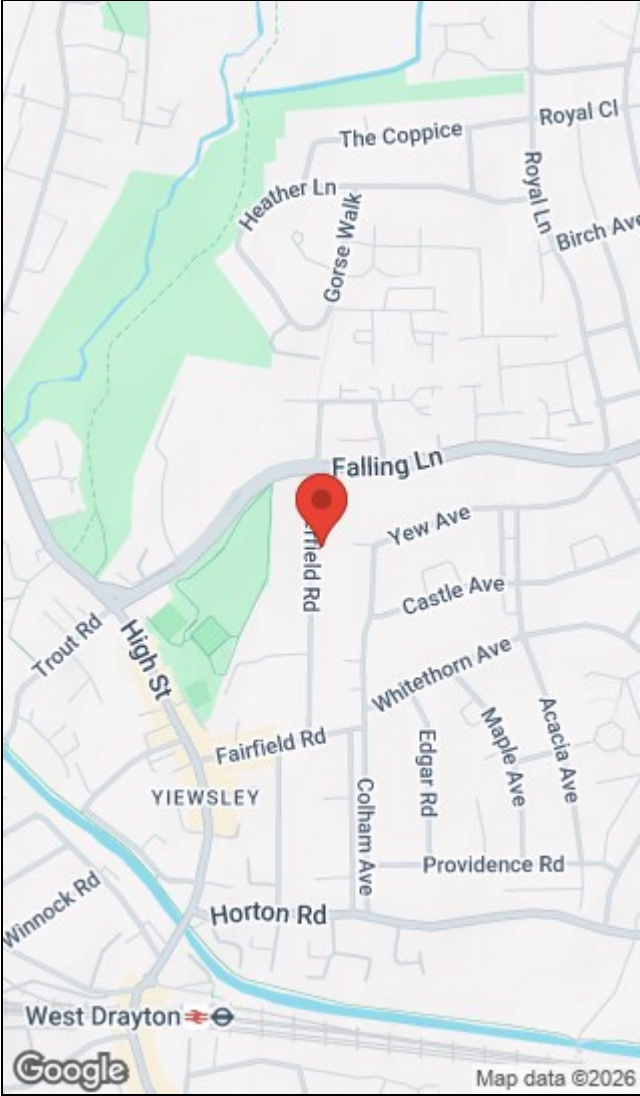 The Coppice
Royal Cl
Heather Ln
Royal Ln
Gorse Walk
Birch Ave
Falling Ln
Yew Ave
rfield Rd
Castle Ave
Trout Rd
High St
Whitethorn Ave
Fairfield Rd
Edgar Rd
Maple Ave
Acacia Ave
YIEWSLEY
Colham Ave
Providence Rd
Winnock Rd
Horton Rd
West Drayton
Google
Map data ©2026